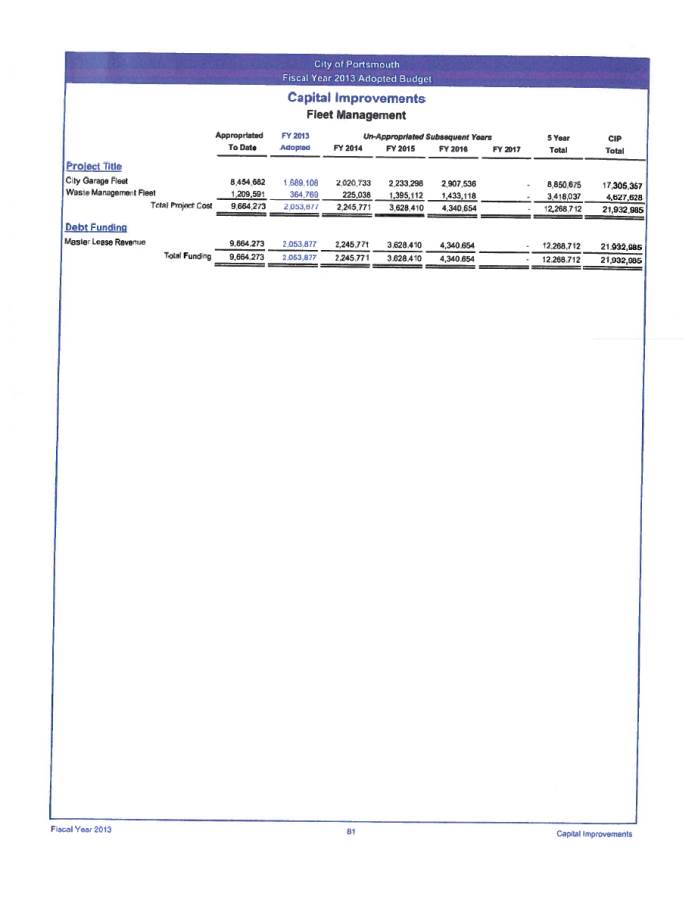 City of Portsmouth
Fiscal Year 2013 Adopted Budget
Capital Improvements
Fleet Management
Appropriated FY 2013 Un-Appropriated Subsequent Years 5 Year CIP
To Date Adopted FY 2014 FY 2015 FY 2016 FY 2017 Total Total
Project Title
City Garage Fleet 8,454,682 1,689,108 2,020,733 2,233,298 2,907,536 - 8,850,675 17,305,357
Waste Management Fleet 1,209,591 364,769 225,038 1,395,112 1,433,118 - 3,418,037 4,627,628
Total Project Cost 9,664,273 2,053,877 2,245,771 3,628,410 4,340,654 - 12,268,712 21,932,985
Debt Funding
Master Lease Revenue 9,664,273 2,053,877 2,245,771 3,628,410 4,340,654 - 12,268,712 21,932,985
Total Funding 9,664,273 2,053,877 2,245,771 3,628,410 4,340,654 - 12,268,712 21,932,985
Fiscal Year 2013 81 Capital Improvements